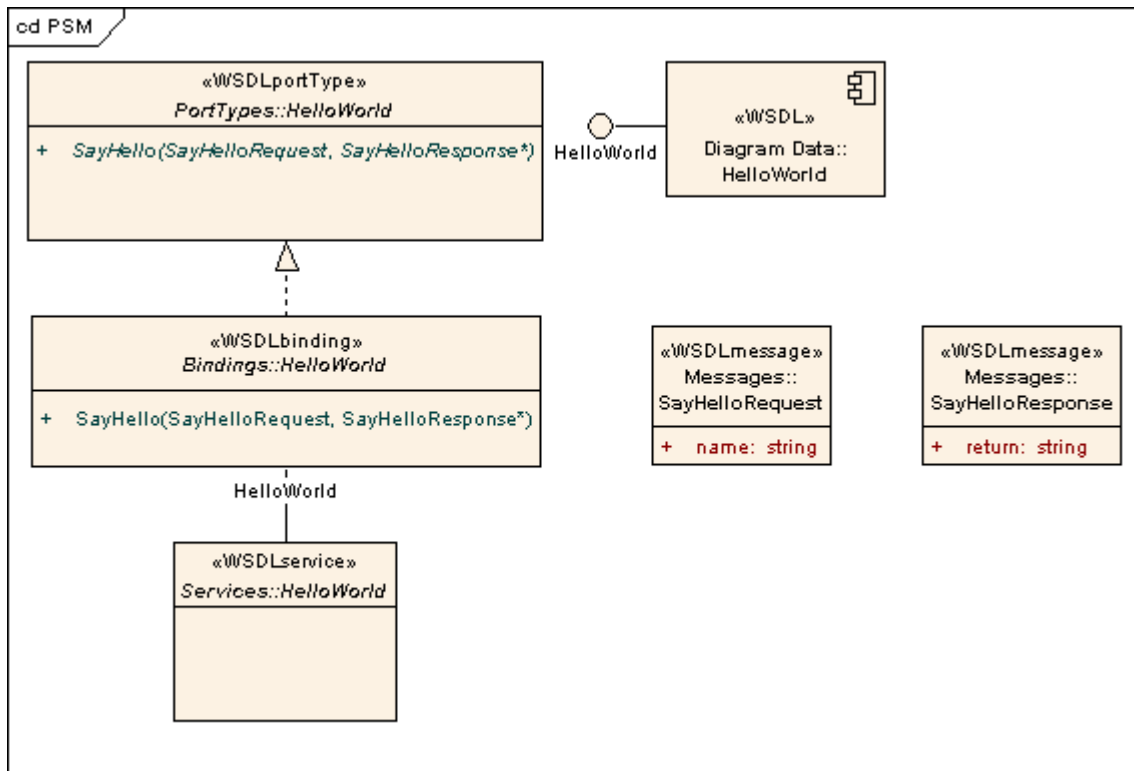 cd PSM
«WSDLportType»
PortTypes::HelloWorld
+ SayHello(SayHelloRequest, SayHelloResponse*)
HelloWorld
«WSDL»
Diagram Data::
HelloWorld
«WSDLbinding»
Bindings::HelloWorld
+ SayHello(SayHelloRequest, SayHelloResponse*)
«WSDLmessage»
Messages::
SayHelloRequest
+ name: string
«WSDLmessage»
Messages::
SayHelloResponse
+ return: string
HelloWorld
«WSDLservice»
Services::HelloWorld